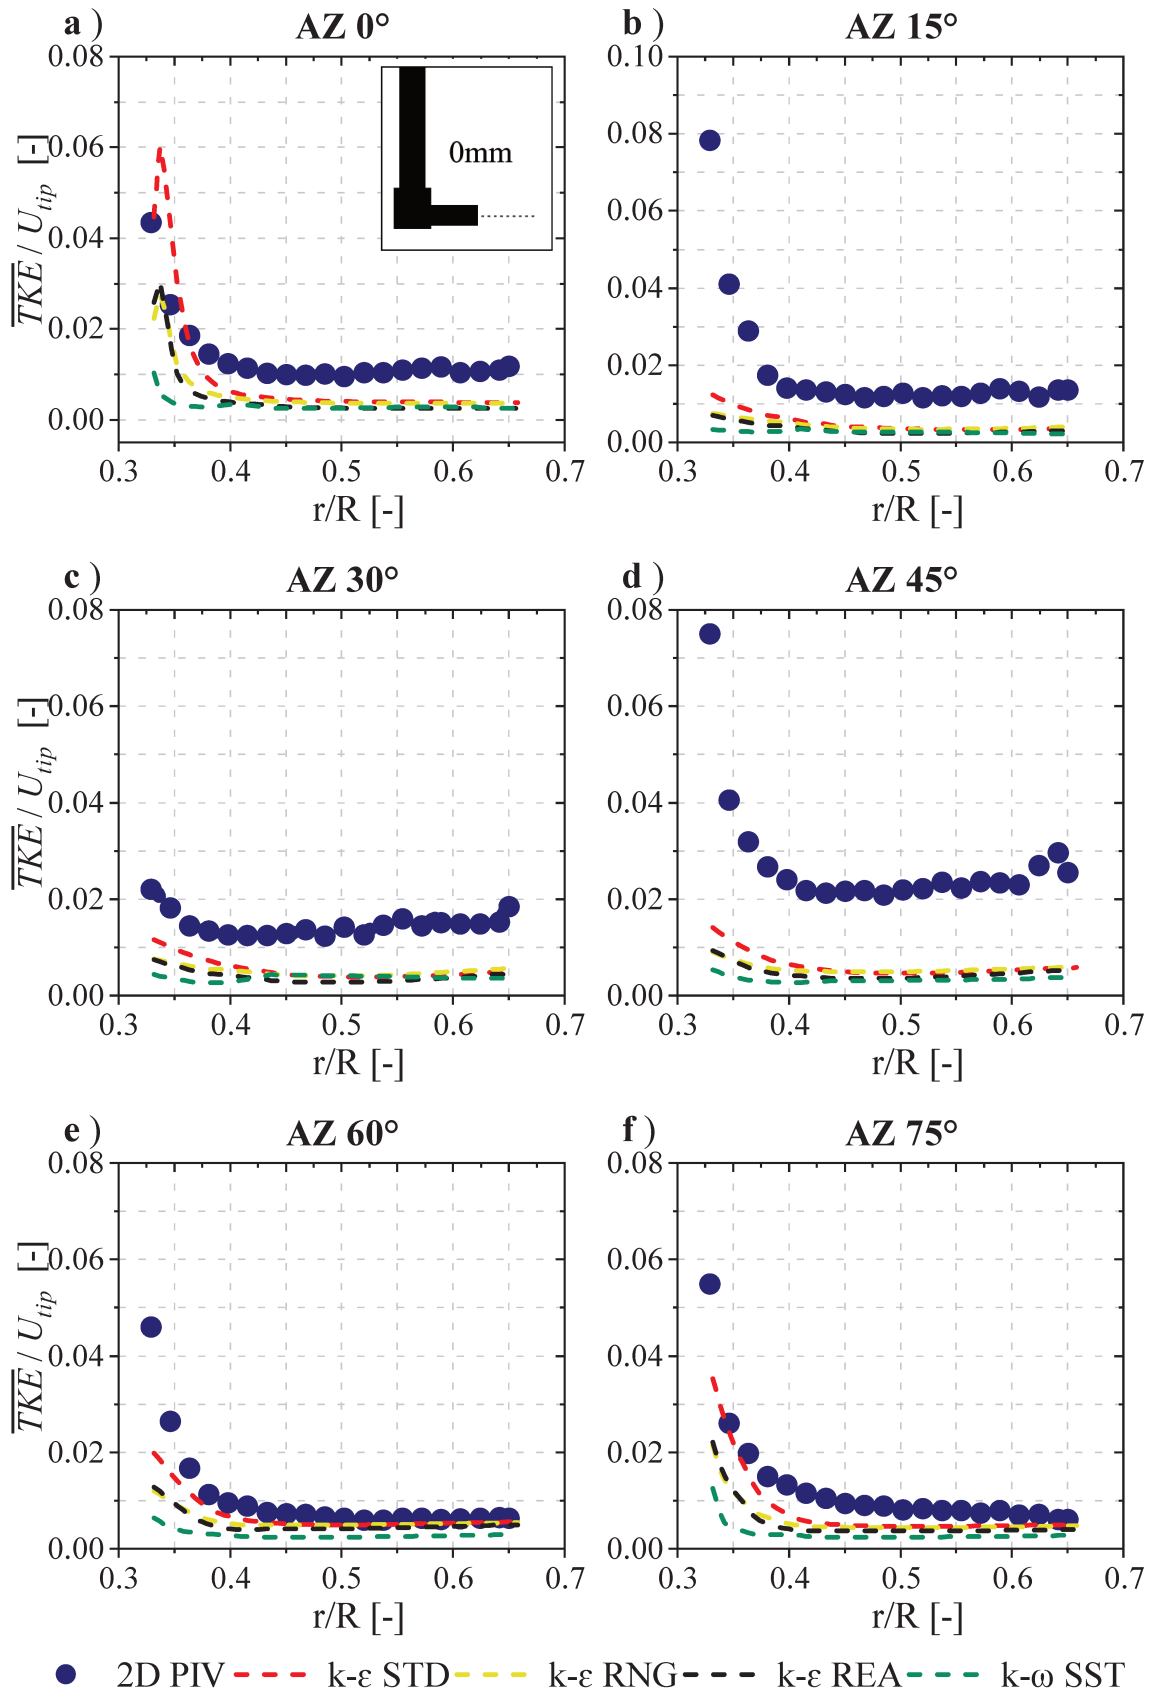 a )
AZ 0°
b )
AZ 15°
0.08
0.06
0.04
0.02
0.00
TKE / U tip [-]
0mm
0.3 0.4 0.5 0.6 0.7
r/R [-]
0.10
0.08
0.06
0.04
0.02
0.00
0.3 0.4 0.5 0.6 0.7
r/R [-]
c )
AZ 30°
d )
AZ 45°
0.08
0.06
0.04
0.02
0.00
TKE / U tip [-]
0.3 0.4 0.5 0.6 0.7
r/R [-]
0.08
0.06
0.04
0.02
0.00
0.3 0.4 0.5 0.6 0.7
r/R [-]
e )
AZ 60°
f )
AZ 75°
0.08
0.06
0.04
0.02
0.00
TKE / U tip [-]
0.3 0.4 0.5 0.6 0.7
r/R [-]
0.08
0.06
0.04
0.02
0.00
0.3 0.4 0.5 0.6 0.7
r/R [-]
2D PIV k-ε STD k-ε RNG k-ε REA k-ω SST